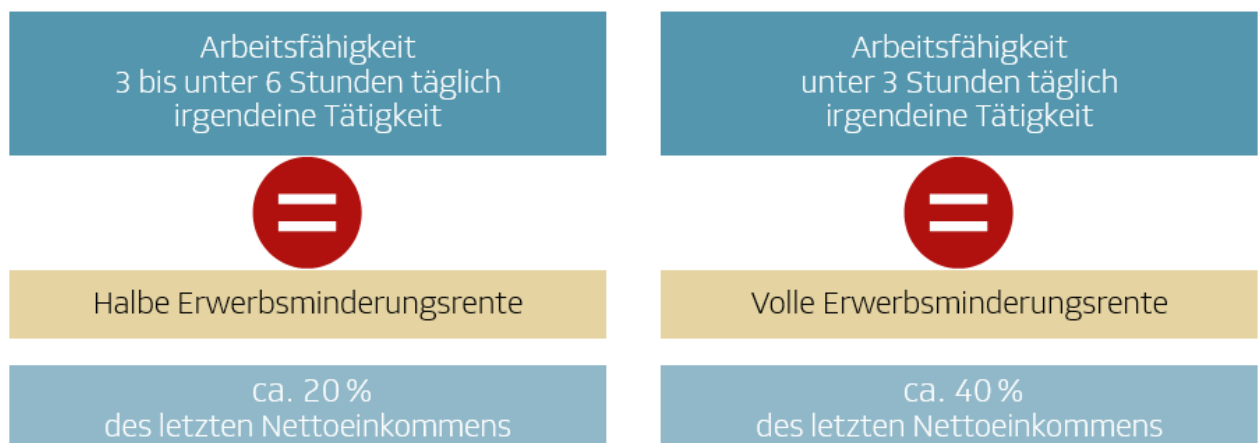 Arbeitsfähigkeit
3 bis unter 6 Stunden täglich
irgendeine Tätigkeit
Halbe Erwerbsminderungsrente
ca. 20 %
des letzten Nettoeinkommens
Arbeitsfähigkeit
unter 3 Stunden täglich
irgendeine Tätigkeit
Volle Erwerbsminderungsrente
ca. 40 %
des letzten Nettoeinkommens